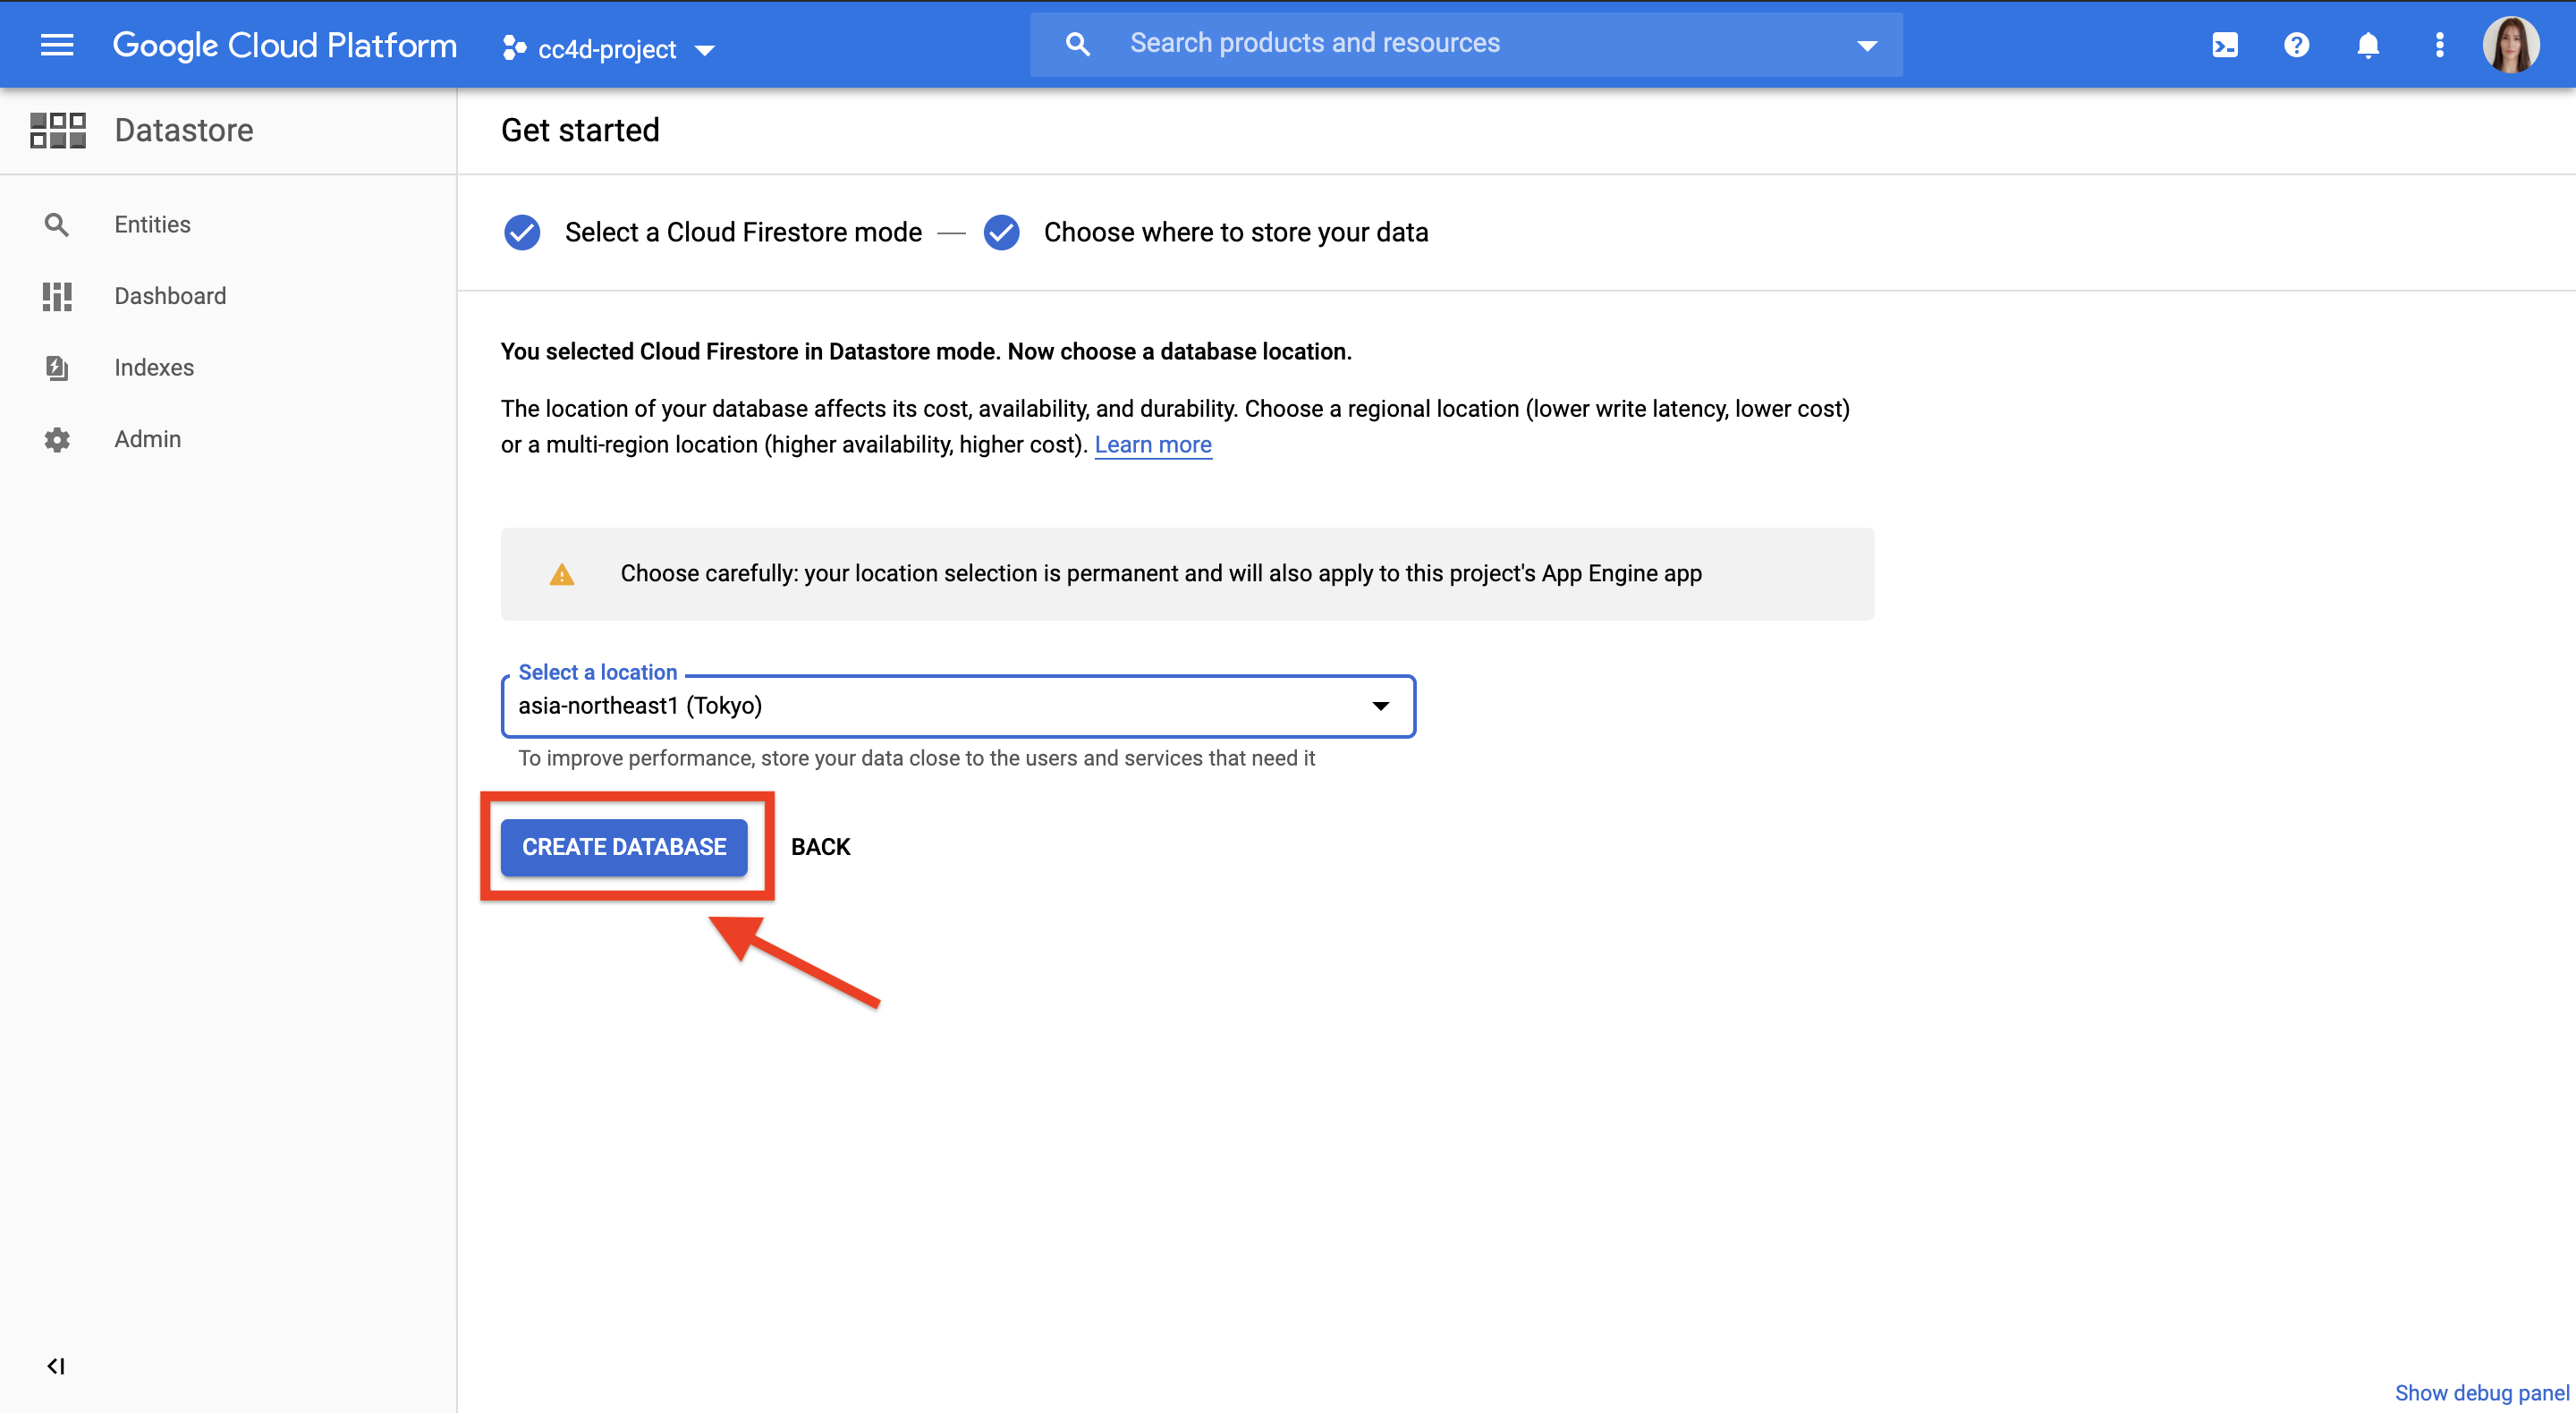 Google Cloud Platform
cc4d-project
Search products and resources
Datastore
Entities
Dashboard
Indexes
Admin
Get started
Select a Cloud Firestore mode — Choose where to store your data
You selected Cloud Firestore in Datastore mode. Now choose a database location.
The location of your database affects its cost, availability, and durability. Choose a regional location (lower write latency, lower cost)
or a multi-region location (higher availability, higher cost). Learn more
Choose carefully: your location selection is permanent and will also apply to this project's App Engine app
Select a location
asia-northeast1 (Tokyo)
To improve performance, store your data close to the users and services that need it
CREATE DATABASE
BACK
Show debug panel